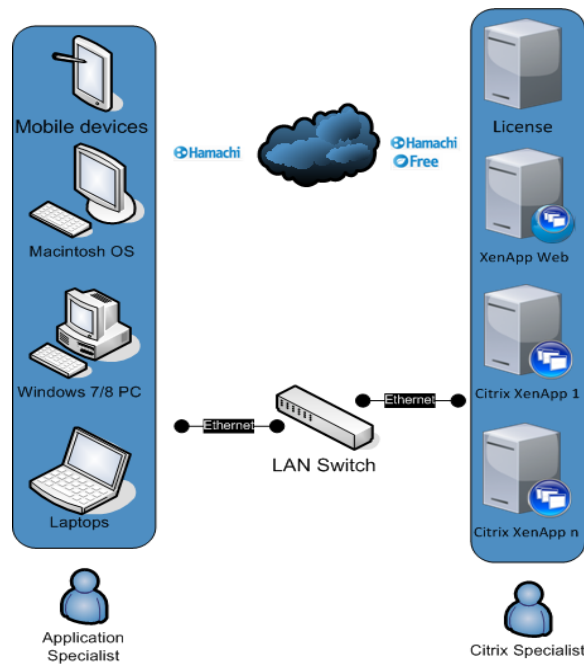 Mobile devices
Macintosh OS
Windows 7/8 PC
Laptops
Application
Specialist
Hamachi
Hamachi
Free
Ethernet
Ethernet
LAN Switch
License
XenApp Web
Citrix XenApp 1
Citrix XenApp n
Citrix Specialist